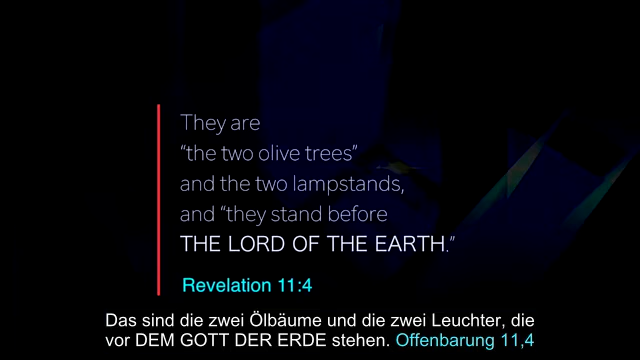 They are
“the two olive trees”
and the two lampstands,
and “they stand before
THE LORD OF THE EARTH.”
Revelation 11:4
Das sind die zwei Ölbäume und die zwei Leuchter, die
vor DEM GOTT DER ERDE stehen. Offenbarung 11,4